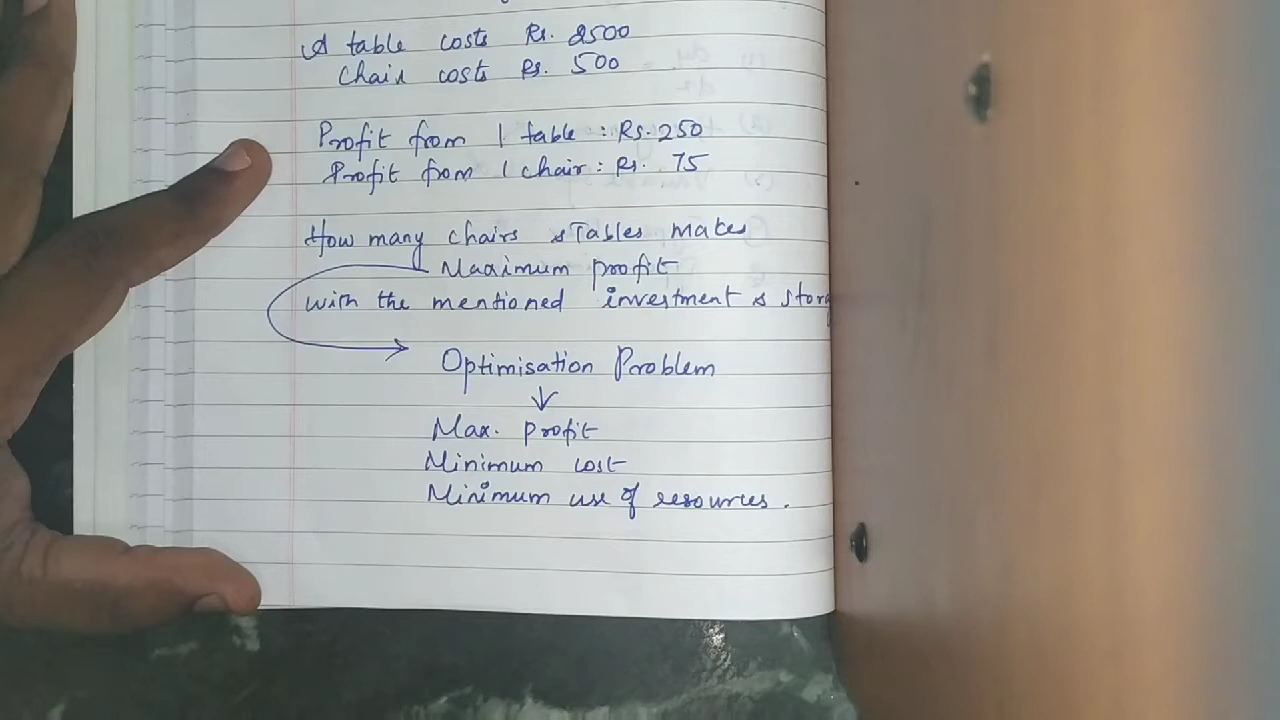 A table costs Rs. 2500
Chair costs Rs. 500
Profit from 1 table : Rs. 250
Profit from 1 chair : Rs. 75
How many chairs & Tables makes
Maximum profit
with the mentioned investment &
Optimisation Problem
Max. profit
Minimum cost
Minimum use of resources.